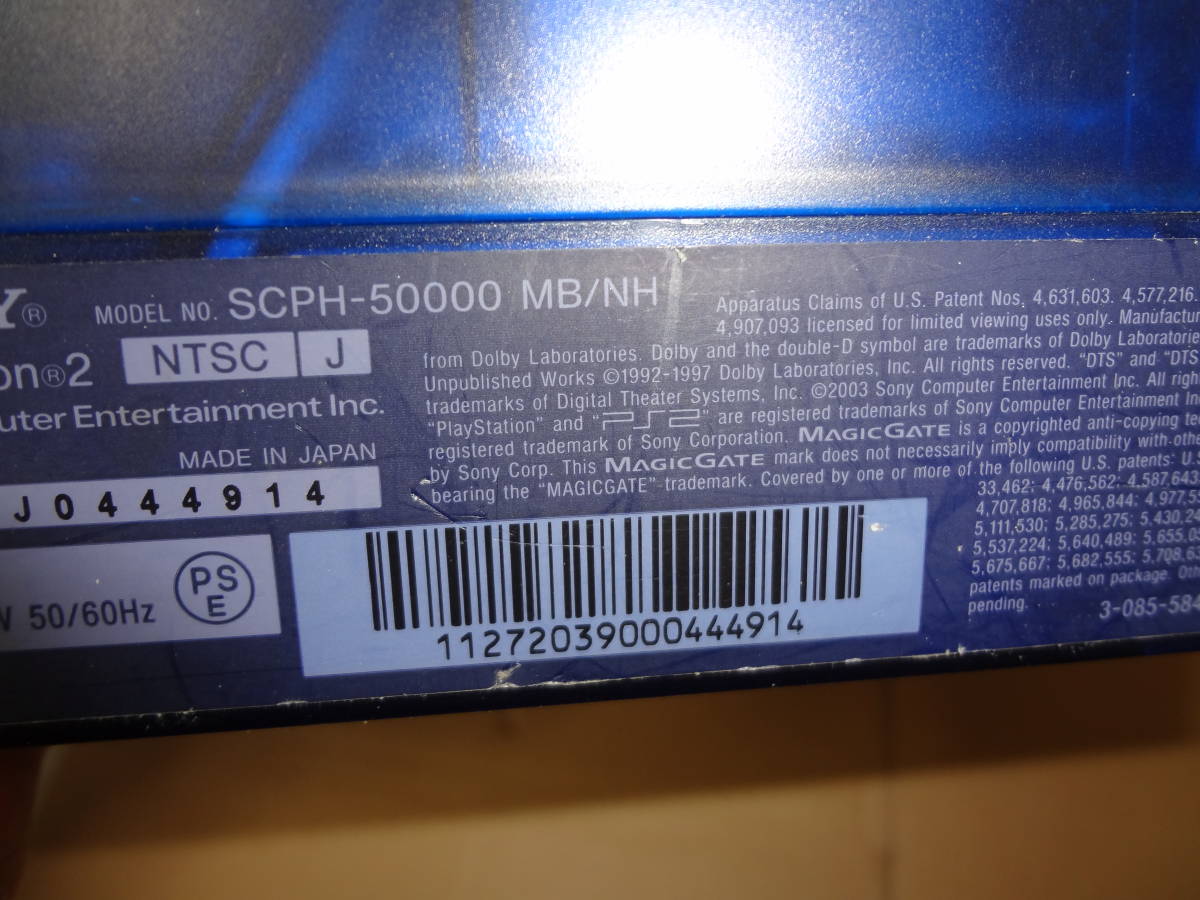 Y® MODEL NO. SCPH-50000 MB/NH
on®2 NTSC J
uter Entertainment Inc.
MADE IN JAPAN
J0444914
W 50/60Hz PSE
Apparatus Claims of U.S. Patent Nos. 4,631,603. 4,577,216.
4,907,093 licensed for limited viewing uses only. Manufactur
from Dolby Laboratories. Dolby and the double-D symbol are trademarks of Dolby Laboratorie
Unpublished Works ©1992-1997 Dolby Laboratories, Inc. All rights reserved. "DTS" and "DTS
trademarks of Digital Theater Systems, Inc. ©2003 Sony Computer Entertainment Inc. All righ
"PlayStation" and "PS2" are registered trademarks of Sony Computer Entertainment In
registered trademark of Sony Corporation. MAGICGATE is a copyrighted anti-copying te
by Sony Corp. This MAGICGATE mark does not necessarily imply compatibility with othe
bearing the "MAGICGATE" trademark. Covered by one or more of the following U.S. patents: U.S
33,462; 4,476,562; 4,587,643
4,707,818; 4,965,844; 4,977,5
5,111,530; 5,285,275; 5,430,2
5,537,224; 5,640,489; 5,655,0
5,675,667; 5,682,555; 5,708,6
patents marked on package. Oth
pending.
3-085-58
11272039000444914